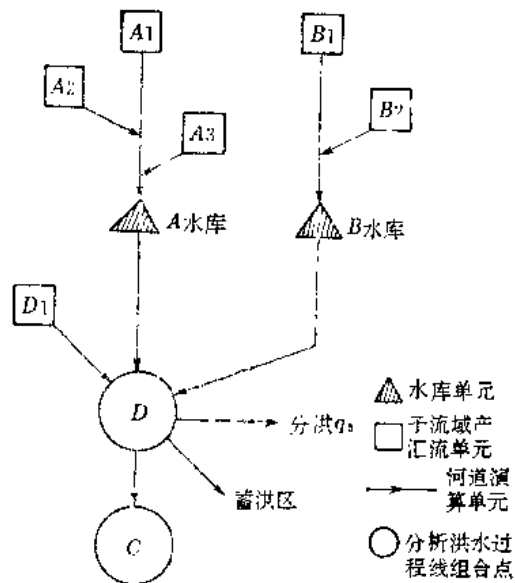 A1
B1
A2
B2
A3
A水库
B水库
D1
D
分洪q
蓄洪区
C
水库单元
子流域产
汇流单元
河道演
算单元
分析洪水过
程线组合点